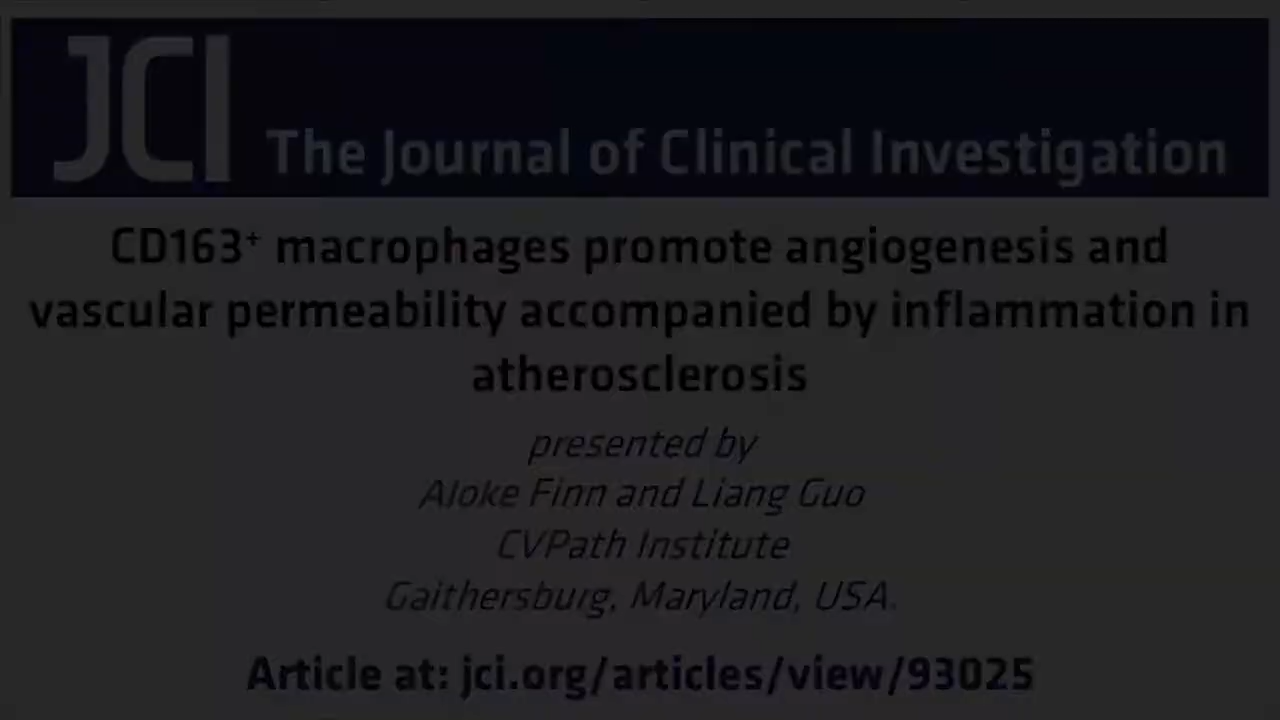 JCI The Journal of Clinical Investigation
CD163⁺ macrophages promote angiogenesis and
vascular permeability accompanied by inflammation in
atherosclerosis
presented by
Aloke Finn and Liang Guo
CVPath Institute
Gaithersburg, Maryland, USA.
Article at: jci.org/articles/view/93025